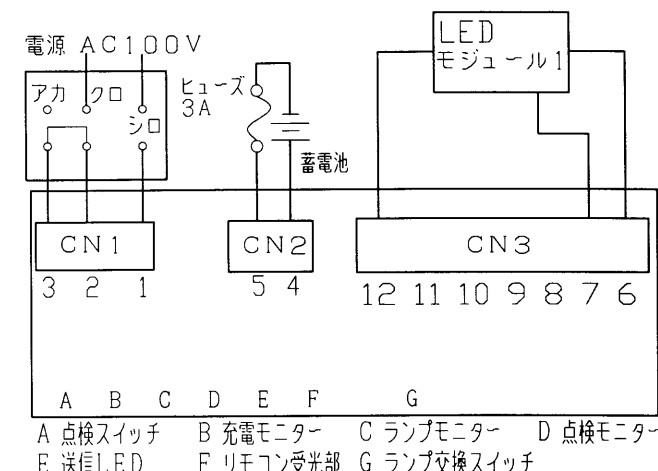 電源 AC100V
LED
モジュール1
アカ クロ シロ
ヒューズ
3A
蓄電池
CN1 CN2 CN3
3 2 1 5 4 12 11 10 9 8 7 6
A B C D E F G
A 点検スイッチ B 充電モニター C ランプモニター D 点検モニター
E 送信LED F リモコン受光部 G ランプ交換スイッチ